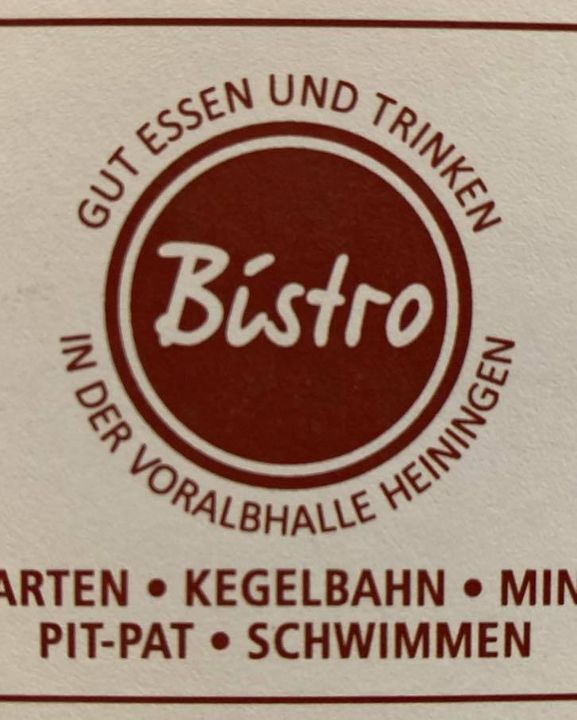 GUT ESSEN UND TRINKEN
Bistro
IN DER VORALBHALLE HEININGEN
ARTEN • KEGELBAHN • MIN
PIT-PAT • SCHWIMMEN